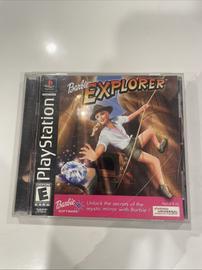 Barbie
EXPLORER
PlayStation
E
Barbie
SOFTWARE
Unlock the secrets of the
mystic mirror with Barbie!